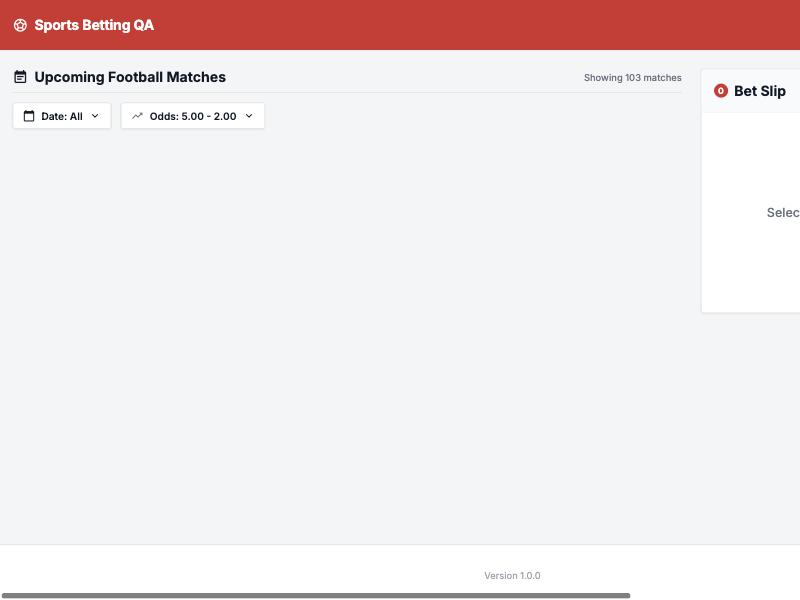 Sports Betting QA
Upcoming Football Matches
Showing 103 matches
Date: All
Odds: 5.00 - 2.00
0 Bet Slip
Selec
Version 1.0.0